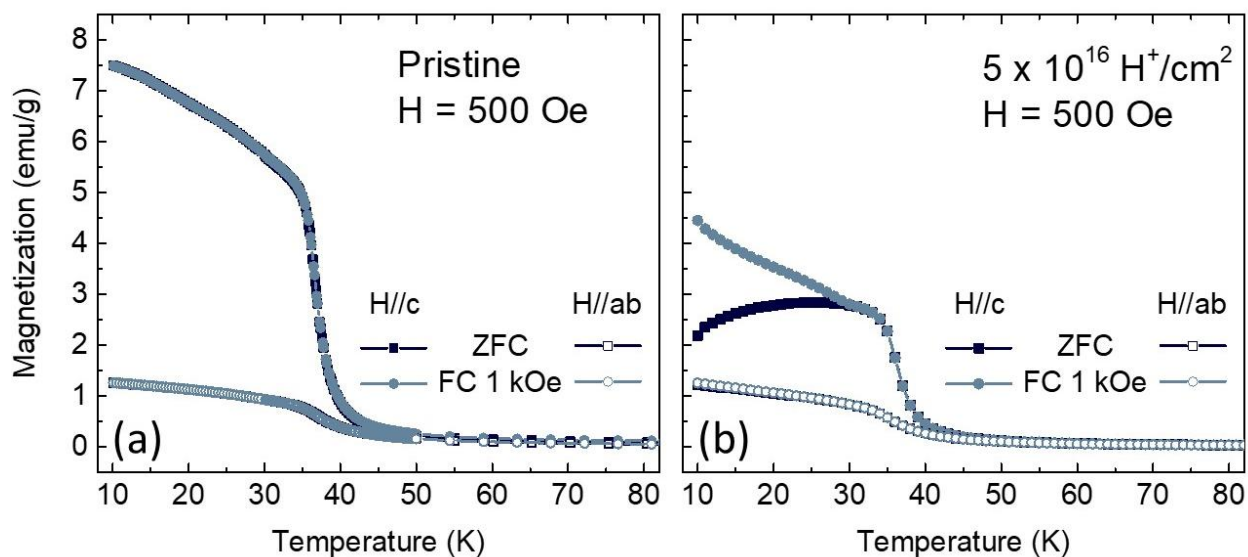 Magnetization (emu/g)
8
7
6
5
4
3
2
1
0
Pristine
H = 500 Oe
H//c H//ab
ZFC
FC 1 kOe
(a)
10 20 30 40 50 60 70 80
Temperature (K)
5 x 10¹⁶ H⁺/cm²
H = 500 Oe
H//c H//ab
ZFC
FC 1 kOe
(b)
10 20 30 40 50 60 70 80
Temperature (K)